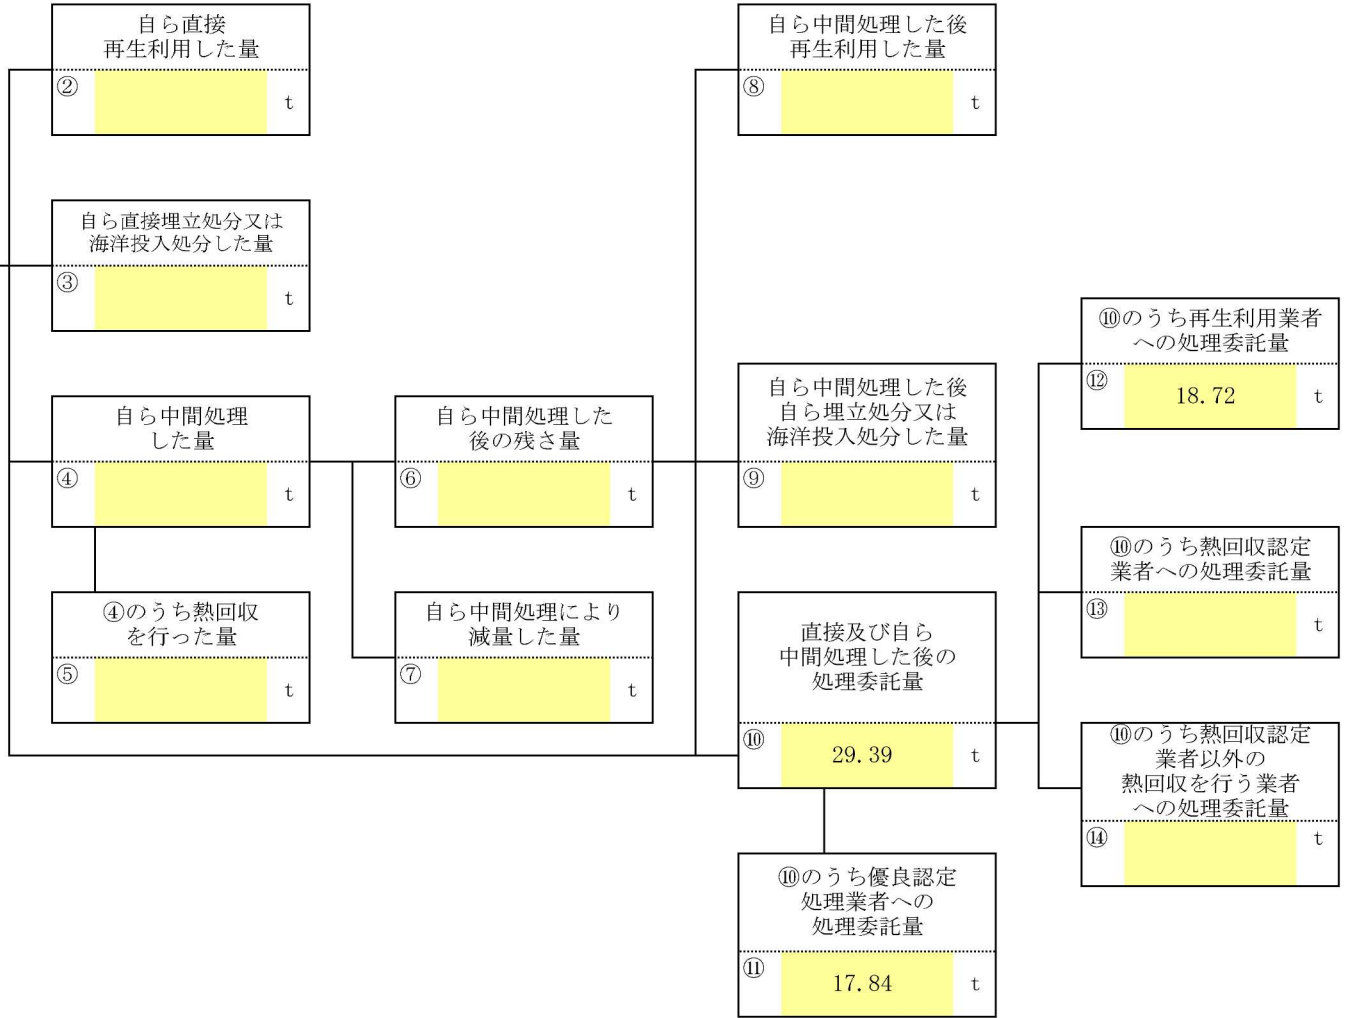 自ら直接
再生利用した量
②
t
自ら中間処理した後
再生利用した量
⑧
t
自ら直接埋立処分又は
海洋投入処分した量
③
t
⑩のうち再生利用業者
への処理委託量
⑫
18.72
t
自ら中間処理
した量
④
t
自ら中間処理した
後の残さ量
⑥
t
自ら中間処理した後
自ら埋立処分又は
海洋投入処分した量
⑨
t
⑩のうち熱回収認定
業者への処理委託量
⑬
t
④のうち熱回収
を行った量
⑤
t
自ら中間処理により
減量した量
⑦
t
直接及び自ら
中間処理した後の
処理委託量
⑩
29.39
t
⑩のうち熱回収認定
業者以外の
熱回収を行う業者
への処理委託量
⑭
t
⑩のうち優良認定
処理業者への
処理委託量
⑪
17.84
t